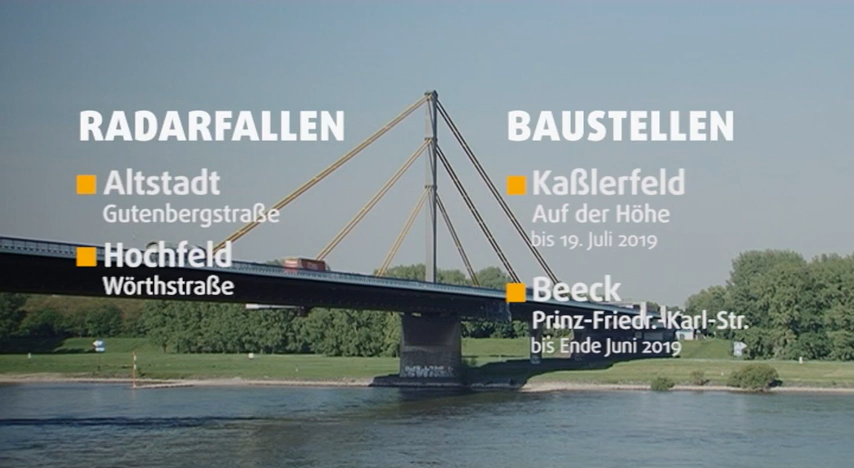 RADARFALLEN
Altstadt
Gutenbergstraße
Hochfeld
Wörthstraße
BAUSTELLEN
Kaßlerfeld
Auf der Höhe
bis 19. Juli 2019
Beeck
Prinz-Friedr.-Karl-Str.
bis Ende Juni 2019